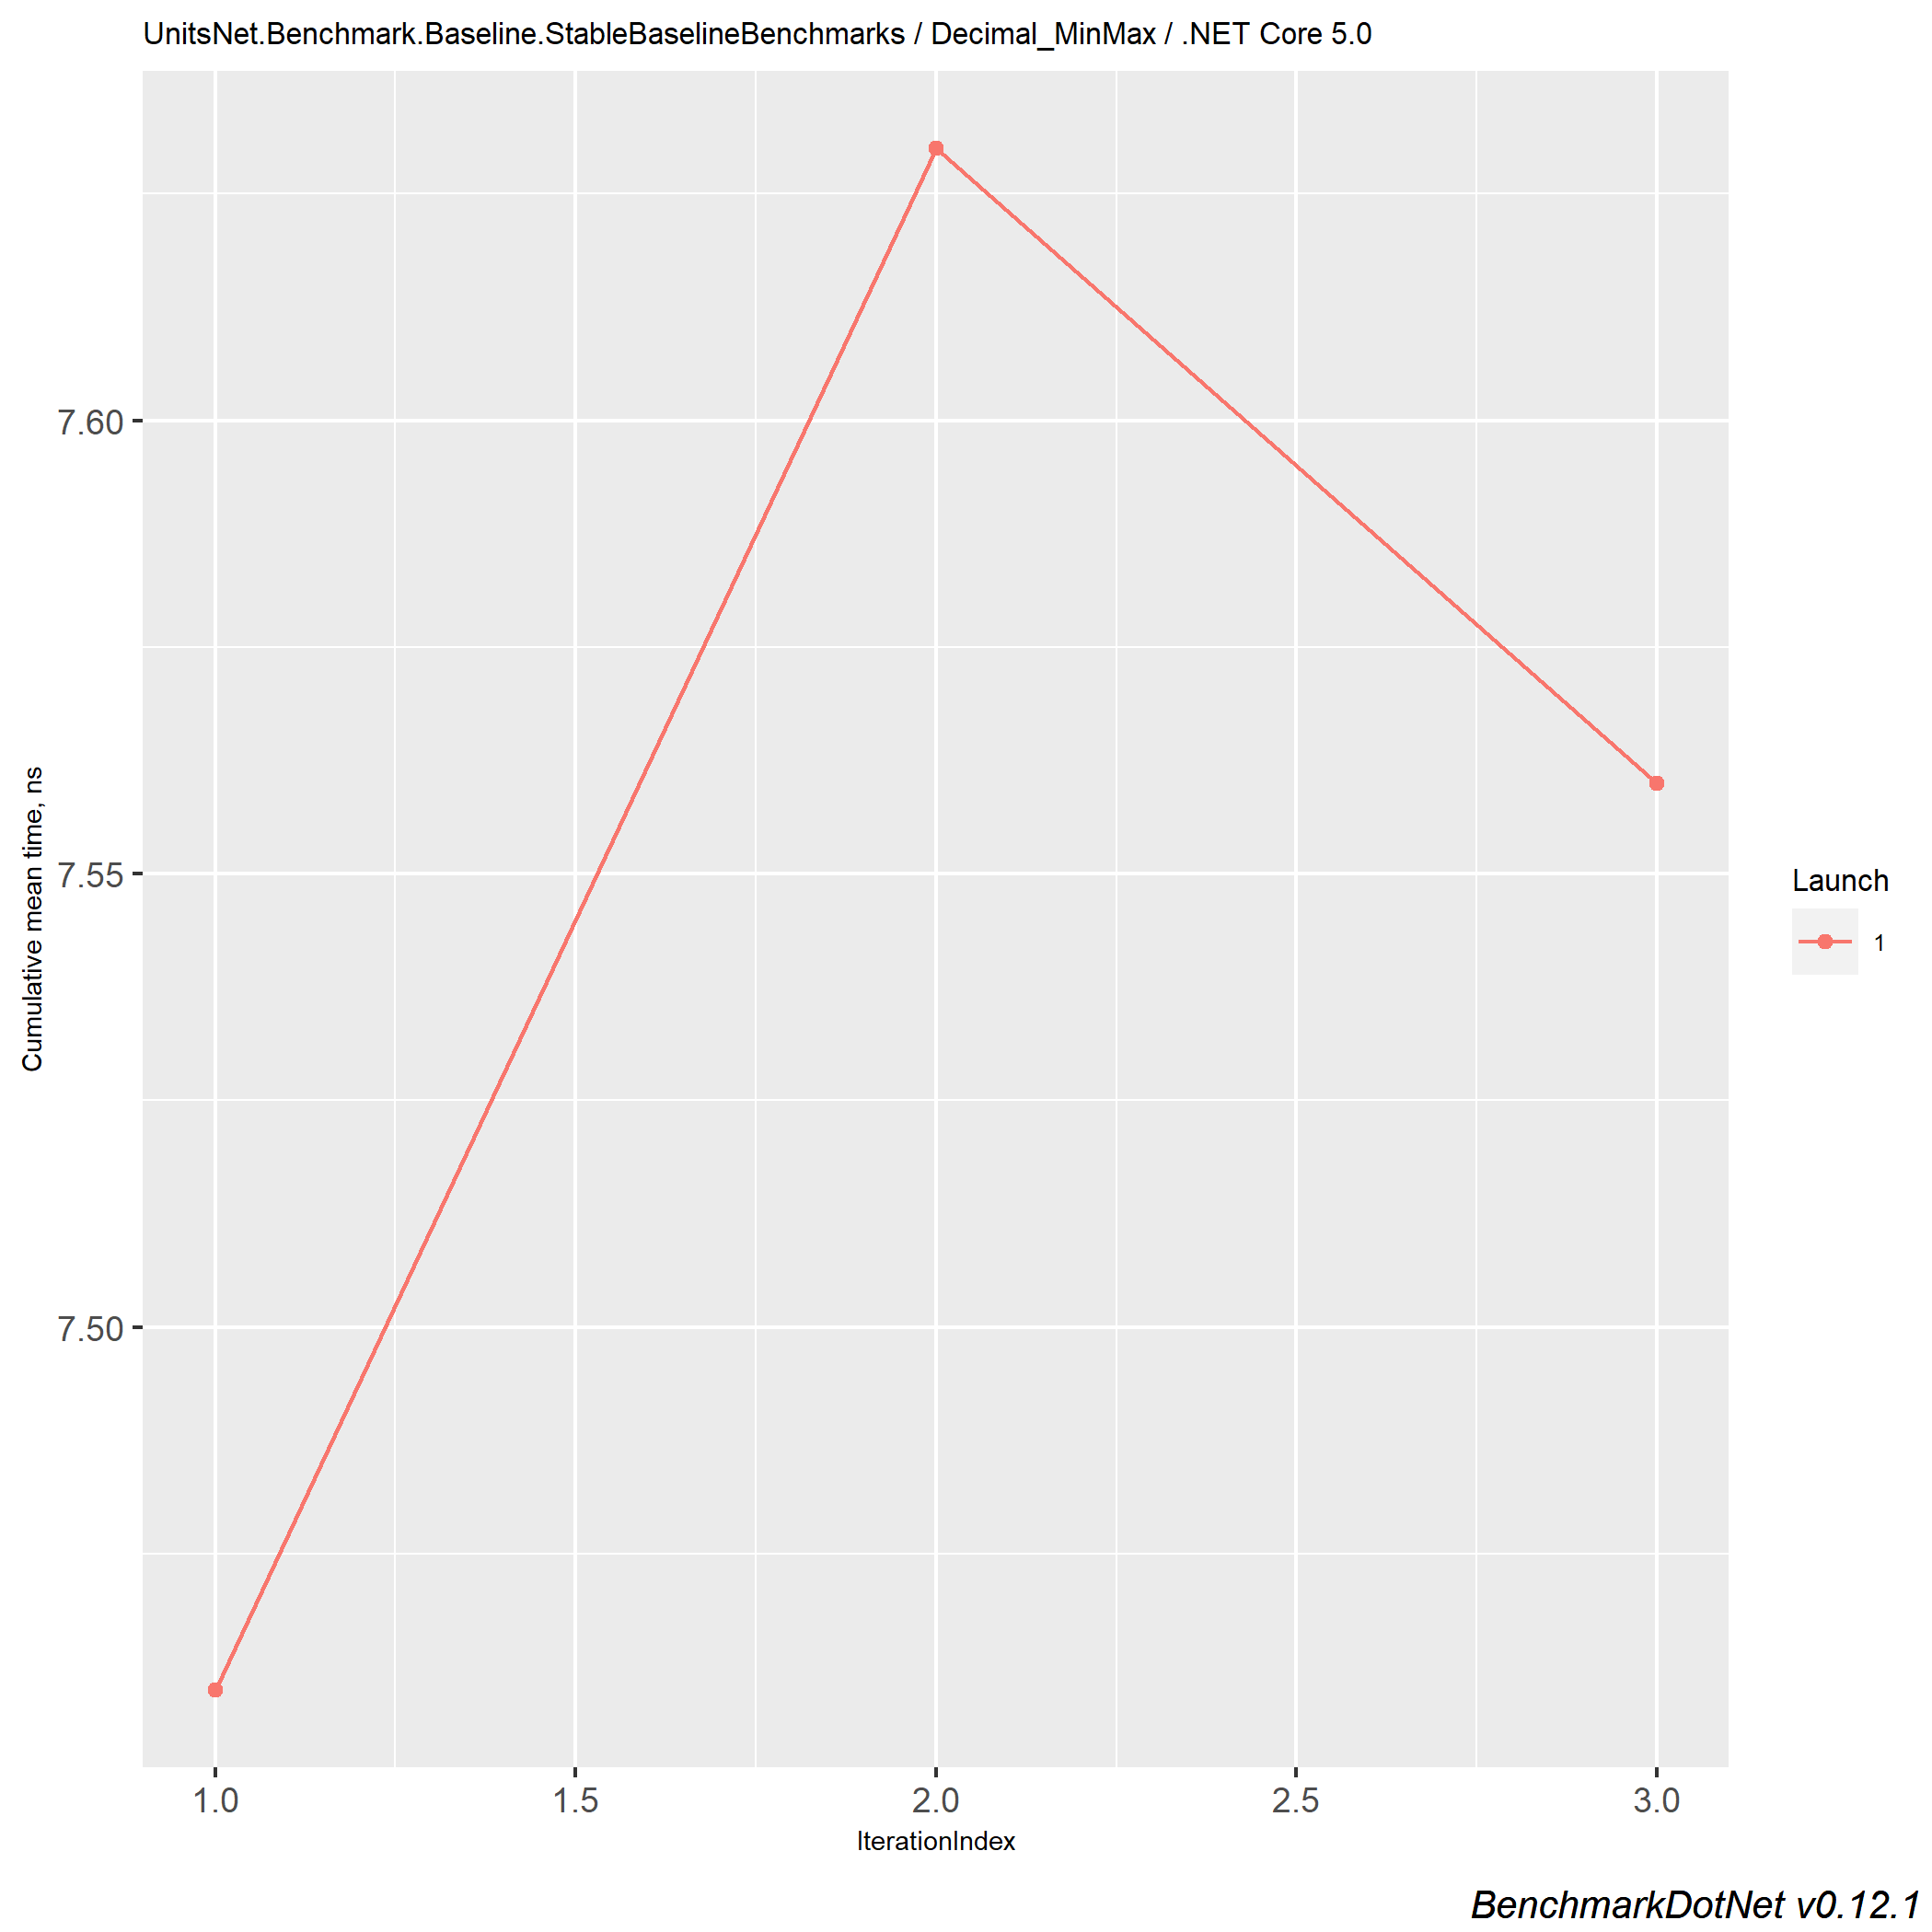 UnitsNet.Benchmark.Baseline.StableBaselineBenchmarks / Decimal_MinMax / .NET Core 5.0
7.60
7.55
7.50
Cumulative mean time, ns
1.0
1.5
2.0
2.5
3.0
IterationIndex
Launch
1
BenchmarkDotNet v0.12.1